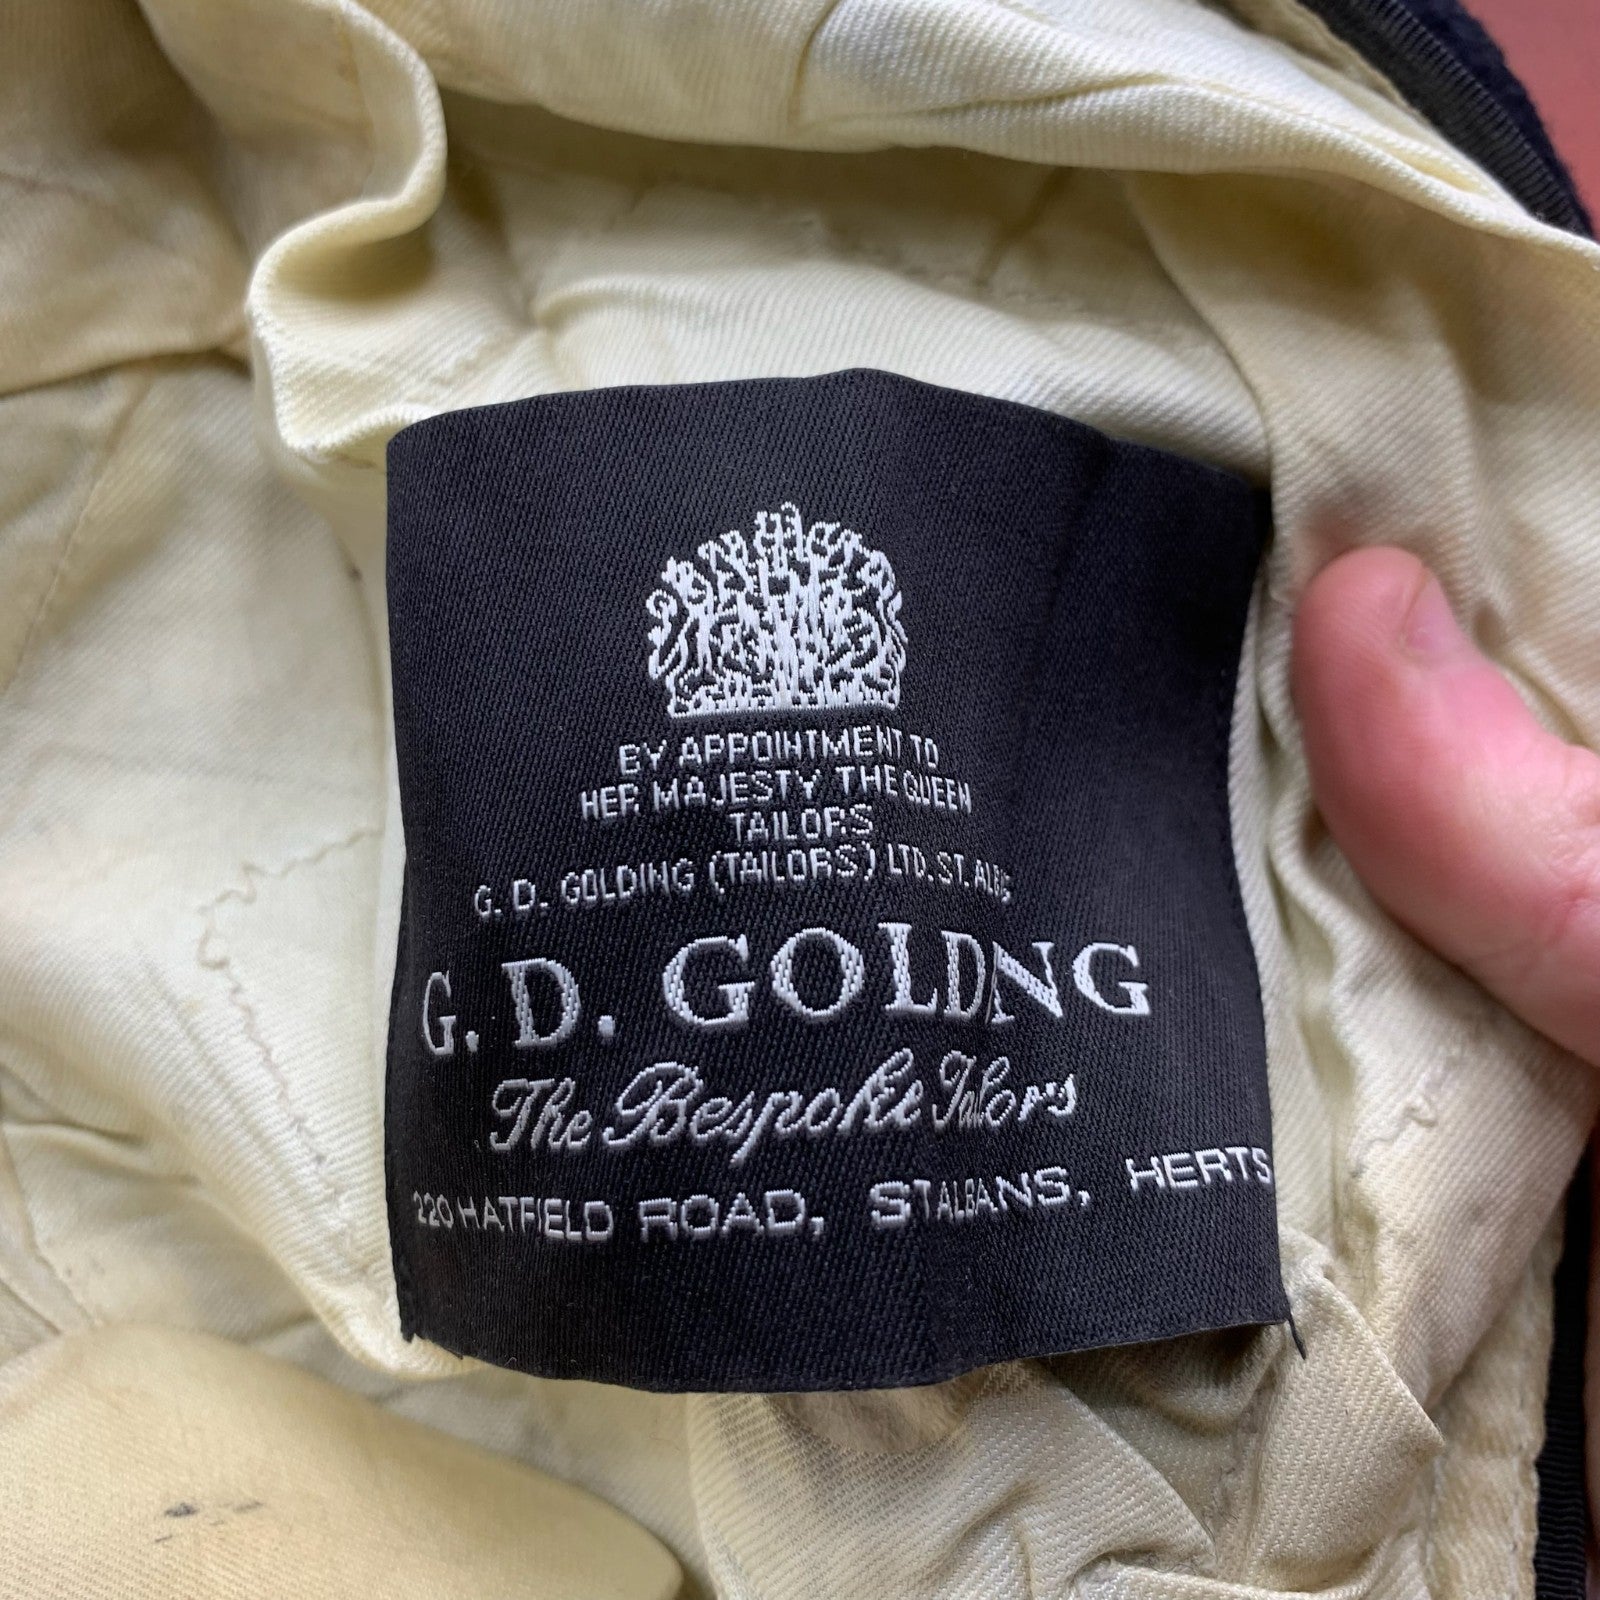 BY APPOINTMENT TO
HER MAJESTY THE QUEEN
TAILORS
G. D. GOLDING (TAILORS) LTD. ST. ALBS
G. D. GOLDING
The Bespoke Tailors
220 HATFIELD ROAD, ST ALBANS, HERTS